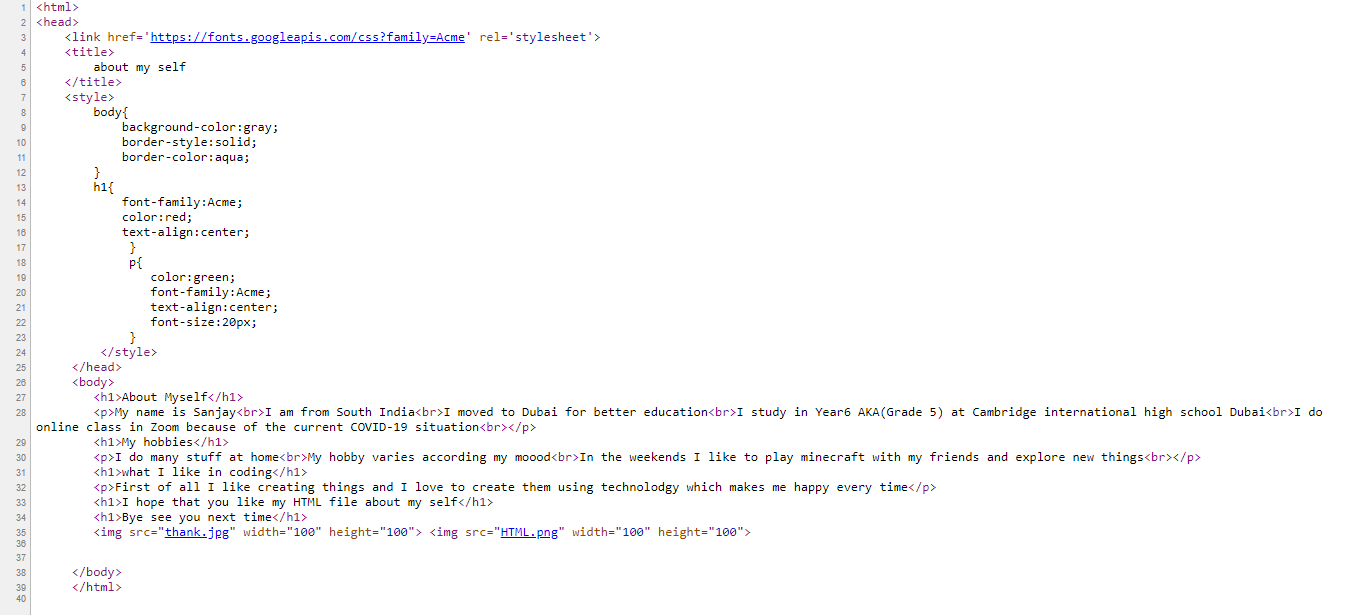 1 <html>
2 <head>
3 <link href='https://fonts.googleapis.com/css?family=Acme' rel='stylesheet'>
4 <title>
5 about my self
6 </title>
7 <style>
8 body{
9 background-color:gray;
10 border-style:solid;
11 border-color:aqua;
12 }
13 h1{
14 font-family:Acme;
15 color:red;
16 text-align:center;
17 }
18 p{
19 color:green;
20 font-family:Acme;
21 text-align:center;
22 font-size:20px;
23 }
24 </style>
25 </head>
26 <body>
27 <h1>About Myself</h1>
28 <p>My name is Sanjay<br>I am from South India<br>I moved to Dubai for better education<br>I study in Year6 AKA(Grade 5) at Cambridge international high school Dubai<br>I do
online class in Zoom because of the current COVID-19 situation<br></p>
29 <h1>My hobbies</h1>
30 <p>I do many stuff at home<br>My hobby varies according my moood<br>In the weekends I like to play minecraft with my friends and explore new things<br></p>
31 <h1>what I like in coding</h1>
32 <p>First of all I like creating things and I love to create them using technolodgy which makes me happy every time</p>
33 <h1>I hope that you like my HTML file about my self</h1>
34 <h1>Bye see you next time</h1>
35 <img src="thank.jpg" width="100" height="100"> <img src="HTML.png" width="100" height="100">
36
37
38 </body>
39 </html>
40